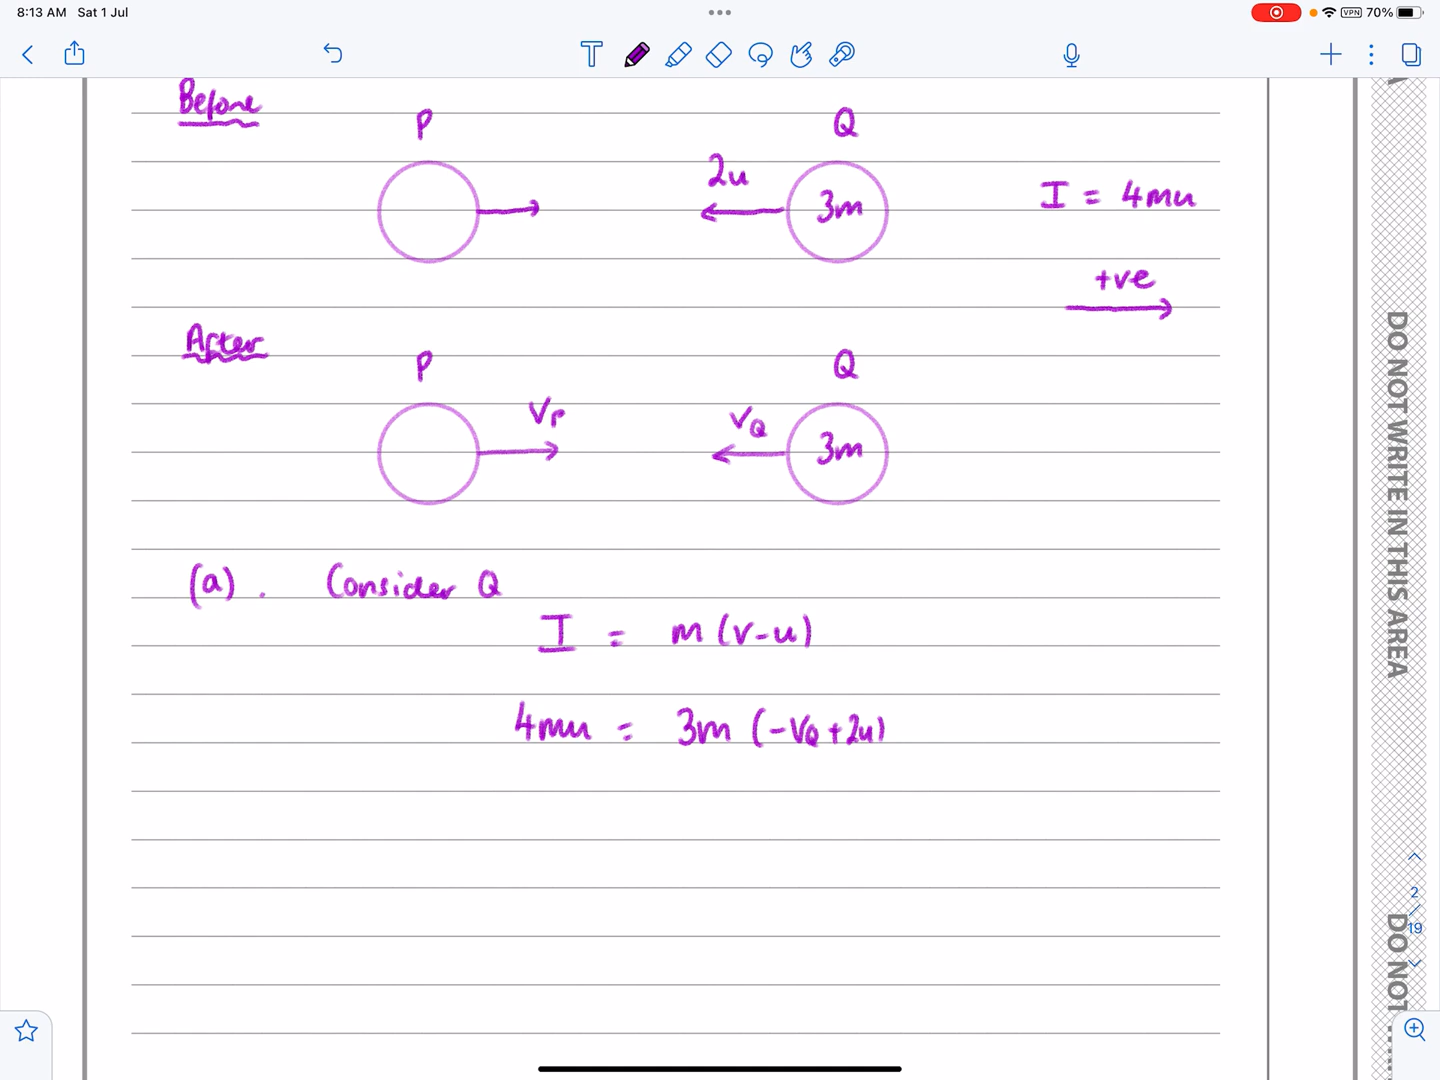 8:13 AM Sat 1 Jul
VPN 70%
T
Before
P
Q
2u
3m
I = 4mu
+ve
After
P
Q
VP
VQ
3m
(a). Consider Q
I = m(v-u)
4mu = 3m(-VQ+2u)
DO NOT WRITE IN THIS AREA
2
/
19
DO NOT